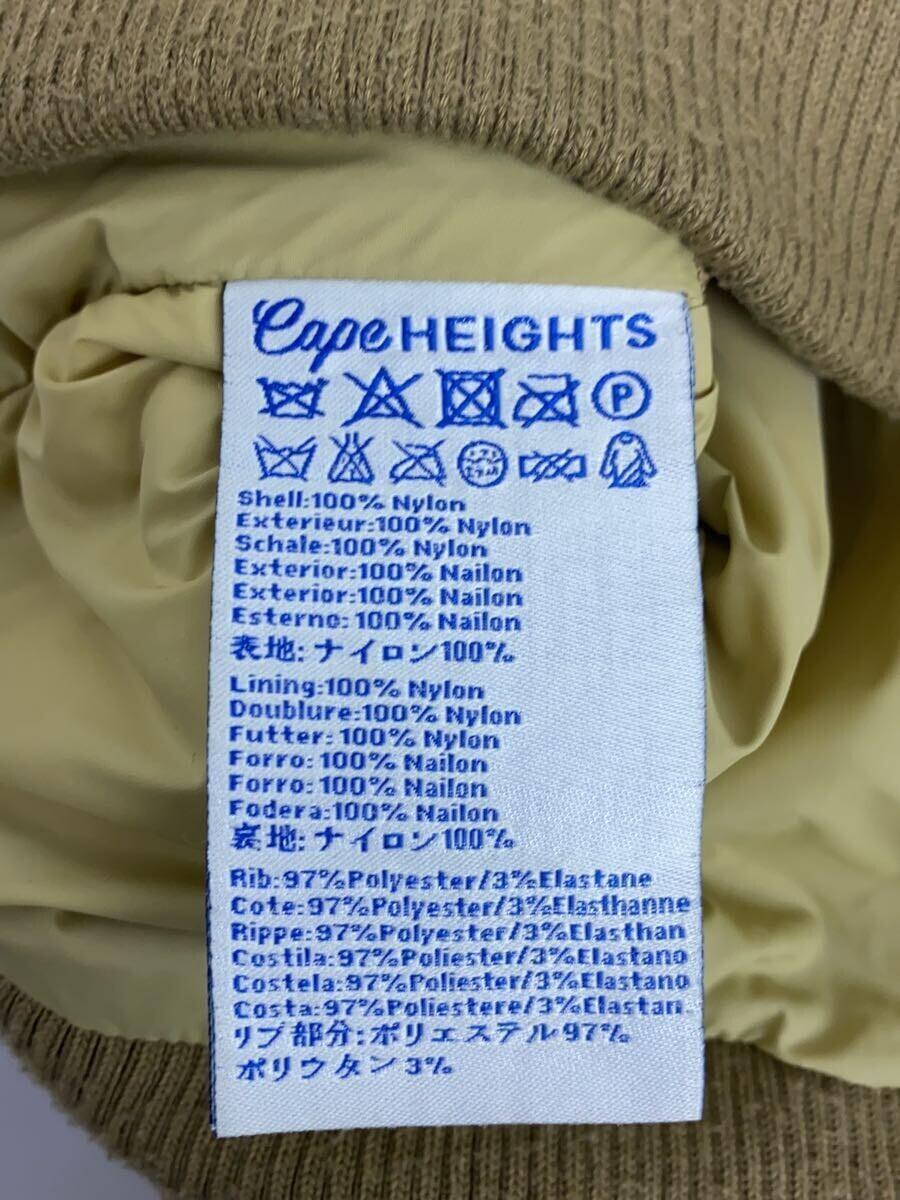 Cape HEIGHTS
P
Shell:100% Nylon
Exterieur:100% Nylon
Schale:100% Nylon
Exterior:100% Nailon
Exterior:100% Nailon
Esterno:100% Nailon
表地:ナイロン100%
Lining:100% Nylon
Doublure:100% Nylon
Futter:100% Nylon
Forro:100% Nailon
Forro:100% Nailon
Fodera:100% Nailon
裏地:ナイロン100%
Rib:97%Polyester/3%Elastane
Cote:97%Polyester/3%Elasthanne
Rippe:97%Polyester/3%Elasthan
Costila:97%Poliester/3%Elastano
Costela:97%Poliester/3%Elastano
Costa:97%Poliestere/3%Elastan.
リブ部分:ポリエステル97%
ポリウタン3%